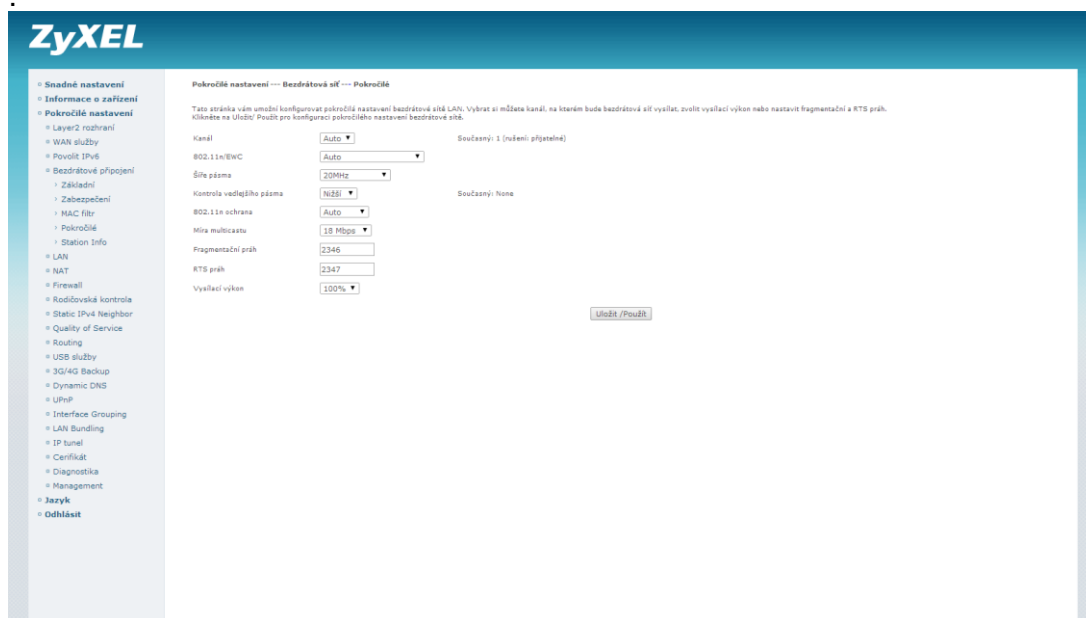 ZyXEL
Snadné nastavení
Informace o zařízení
Pokročilé nastavení
Layer2 rozhraní
WAN služby
Povolit IPv6
Bezdrátové připojení
Základní
Zabezpečení
MAC filtr
Pokročilé
Station Info
LAN
NAT
Firewall
Rodičovská kontrola
Static IPv4 Neighbor
Quality of Service
Routing
USB služby
3G/4G Backup
Dynamic DNS
UPnP
Interface Grouping
LAN Bundling
IP tunel
Cerifikát
Diagnostika
Management
Jazyk
Odhlásit
Pokročilé nastavení --- Bezdrátová síť --- Pokročilé
Tato stránka vám umožní konfigurovat pokročilá nastavení bezdrátové sítě LAN. Vybrat si můžete kanál, na kterém bude bezdrátová síť vysílat, zvolit vysílací výkon nebo nastavit fragmentační a RTS práh.
Klikněte na Uložit/ Použít pro konfiguraci pokročilého nastavení bezdrátové sítě.
Kanál Auto Současný: 1 (rušení: přijatelné)
802.11n/EWC Auto
Šíře pásma 20MHz
Kontrola vedlejšího pásma Nižší Současný: None
802.11n ochrana Auto
Míra multicastu 18 Mbps
Fragmentační práh 2346
RTS práh 2347
Vysílací výkon 100%
Uložit /Použít